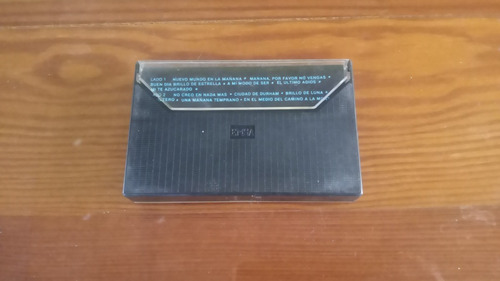 LADO 1 NUEVO MUNDO EN LA MAÑANA • MAÑANA, POR FAVOR NO VENGAS •
BUEN DIA BRILLO DE ESTRELLA • A MI MODO DE SER • EL ULTIMO ADIOS •
MI TE AZUCARADO •
2 NO CREO EN NADA MAS • CIUDAD DE DURHAM • BRILLO DE LUNA •
• UNA MAÑANA TEMPRANO • EN EL MEDIO DEL CAMINO A LA